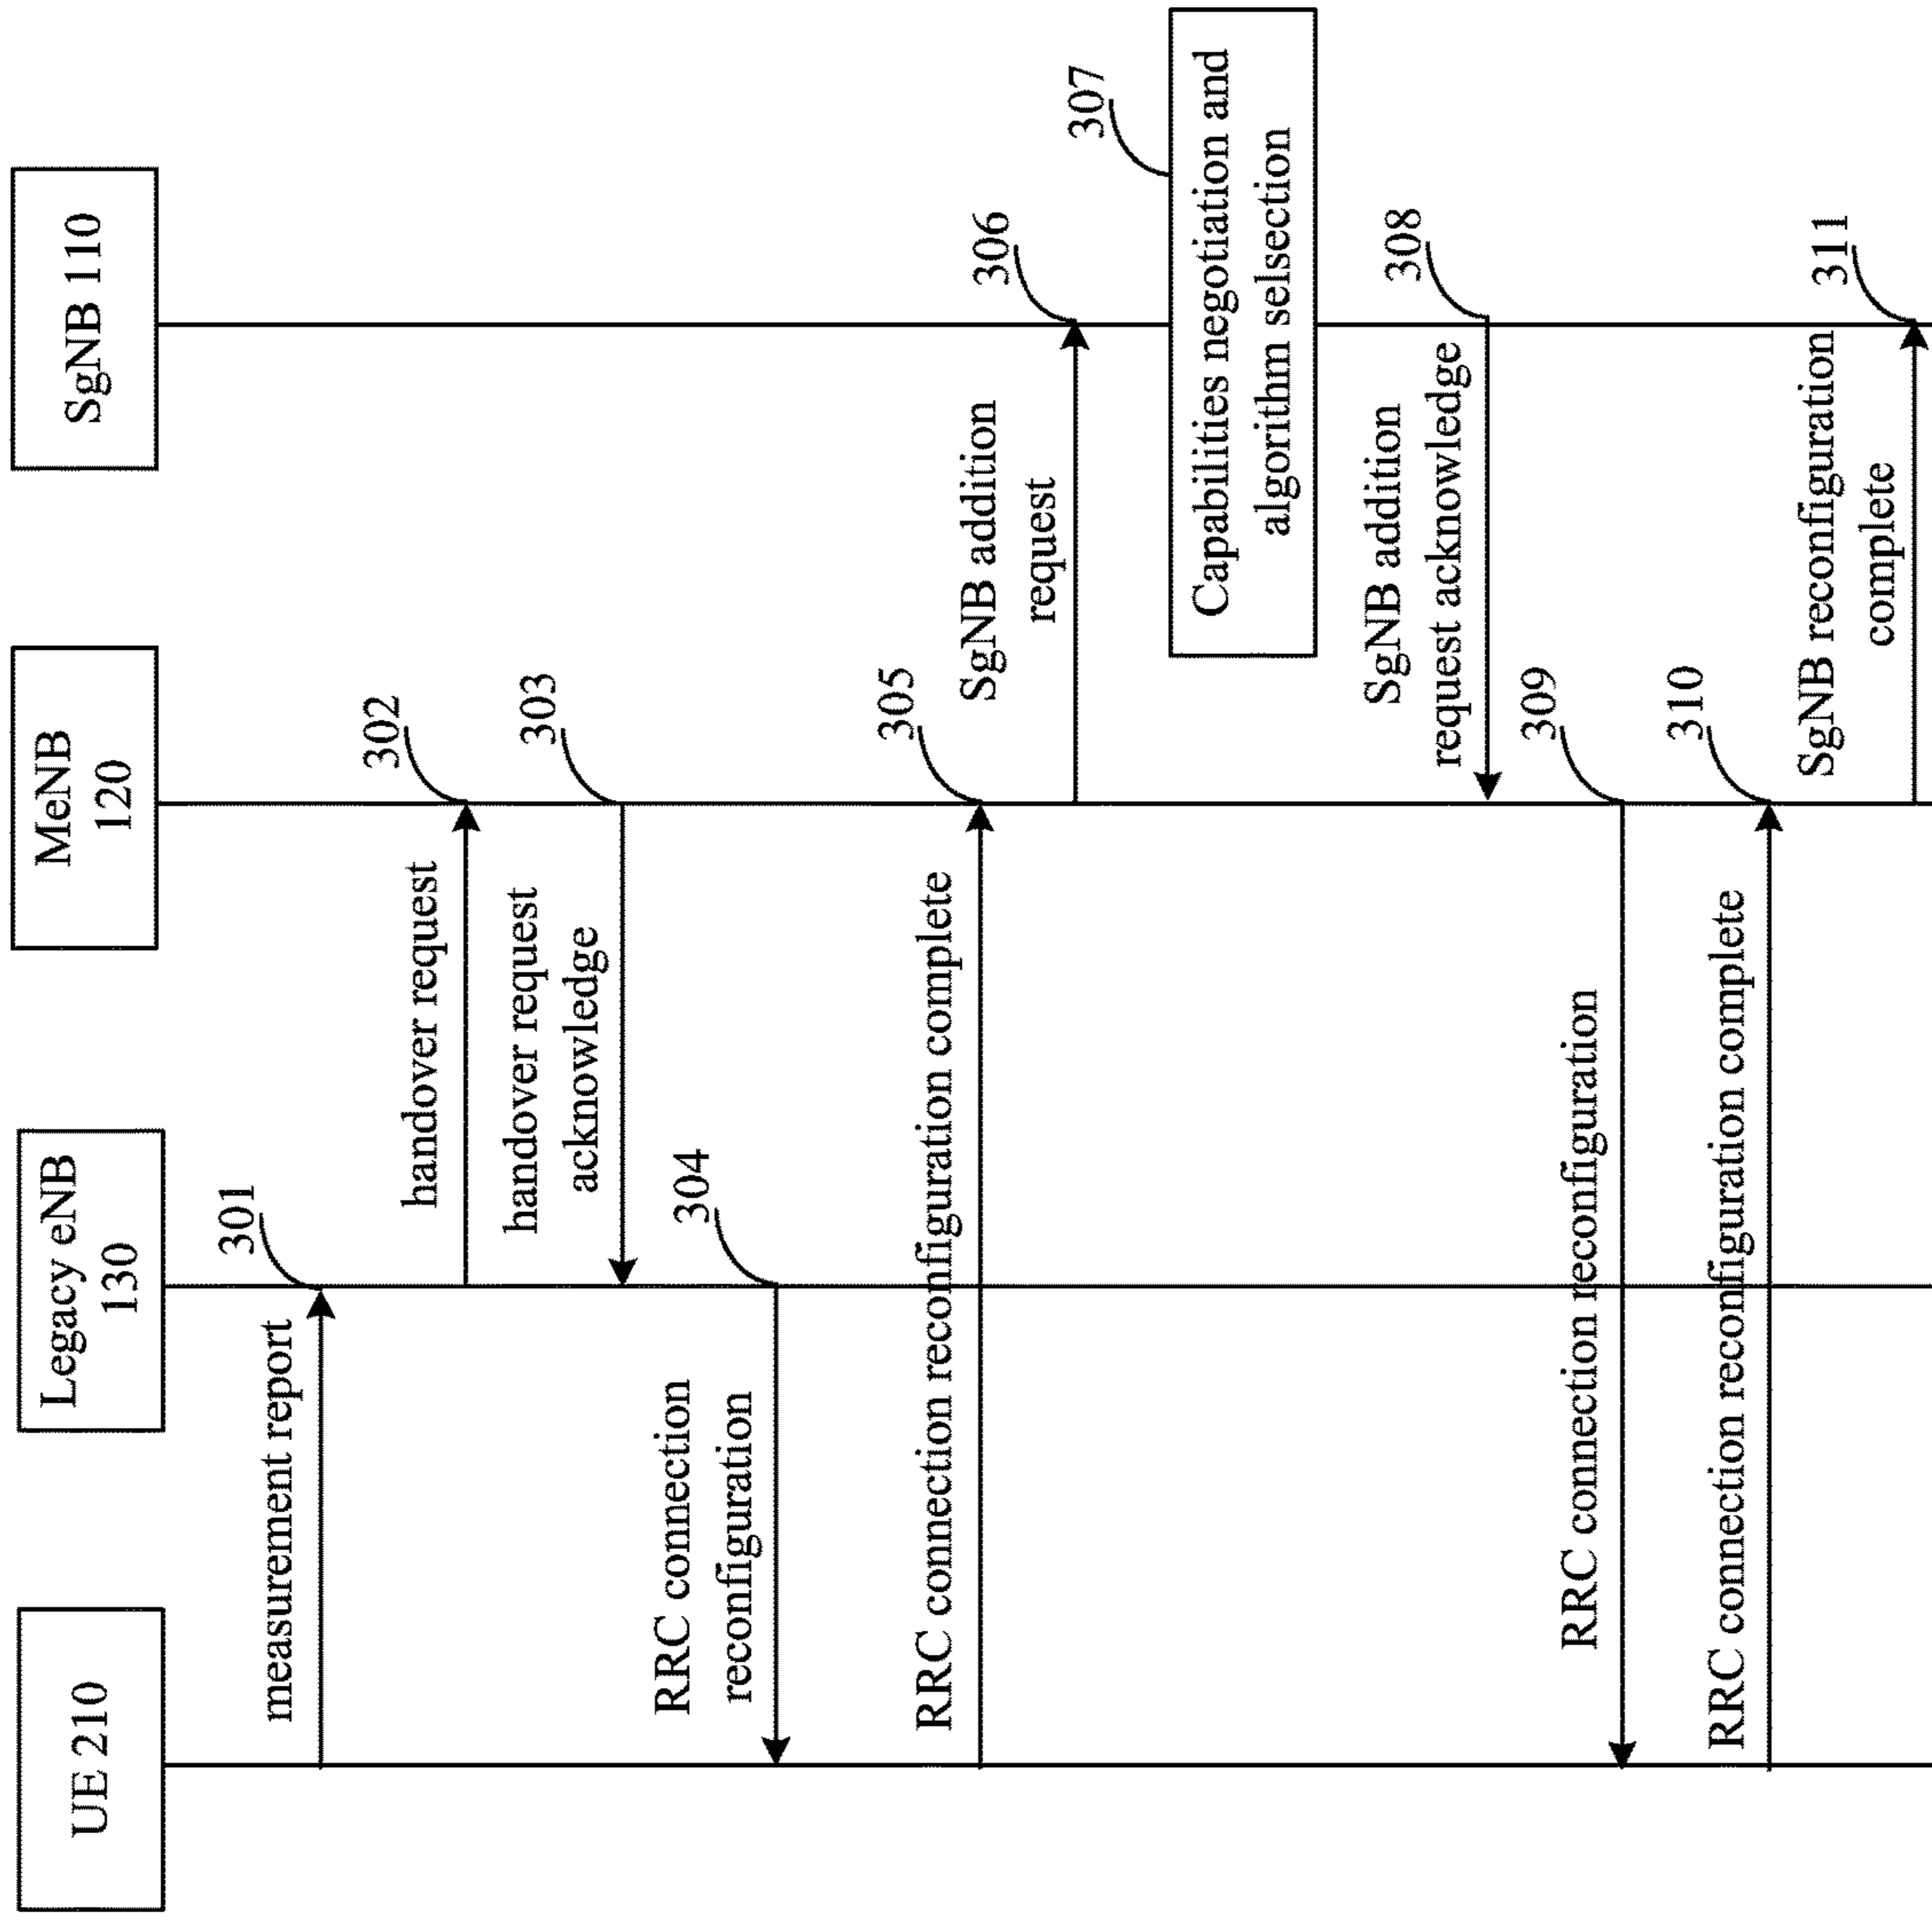 UE 210
Legacy eNB
130
MeNB
120
SgNB 110
301
measurement report
302
handover request
303
handover request
acknowledge
304
RRC connection
reconfiguration
305
RRC connection reconfiguration complete
306
SgNB addition
request
307
Capabilities negotiation and
algorithm selsection
308
SgNB addition
request acknowledge
309
RRC connection reconfiguration
310
RRC connection reconfiguration complete
311
SgNB reconfiguration
complete